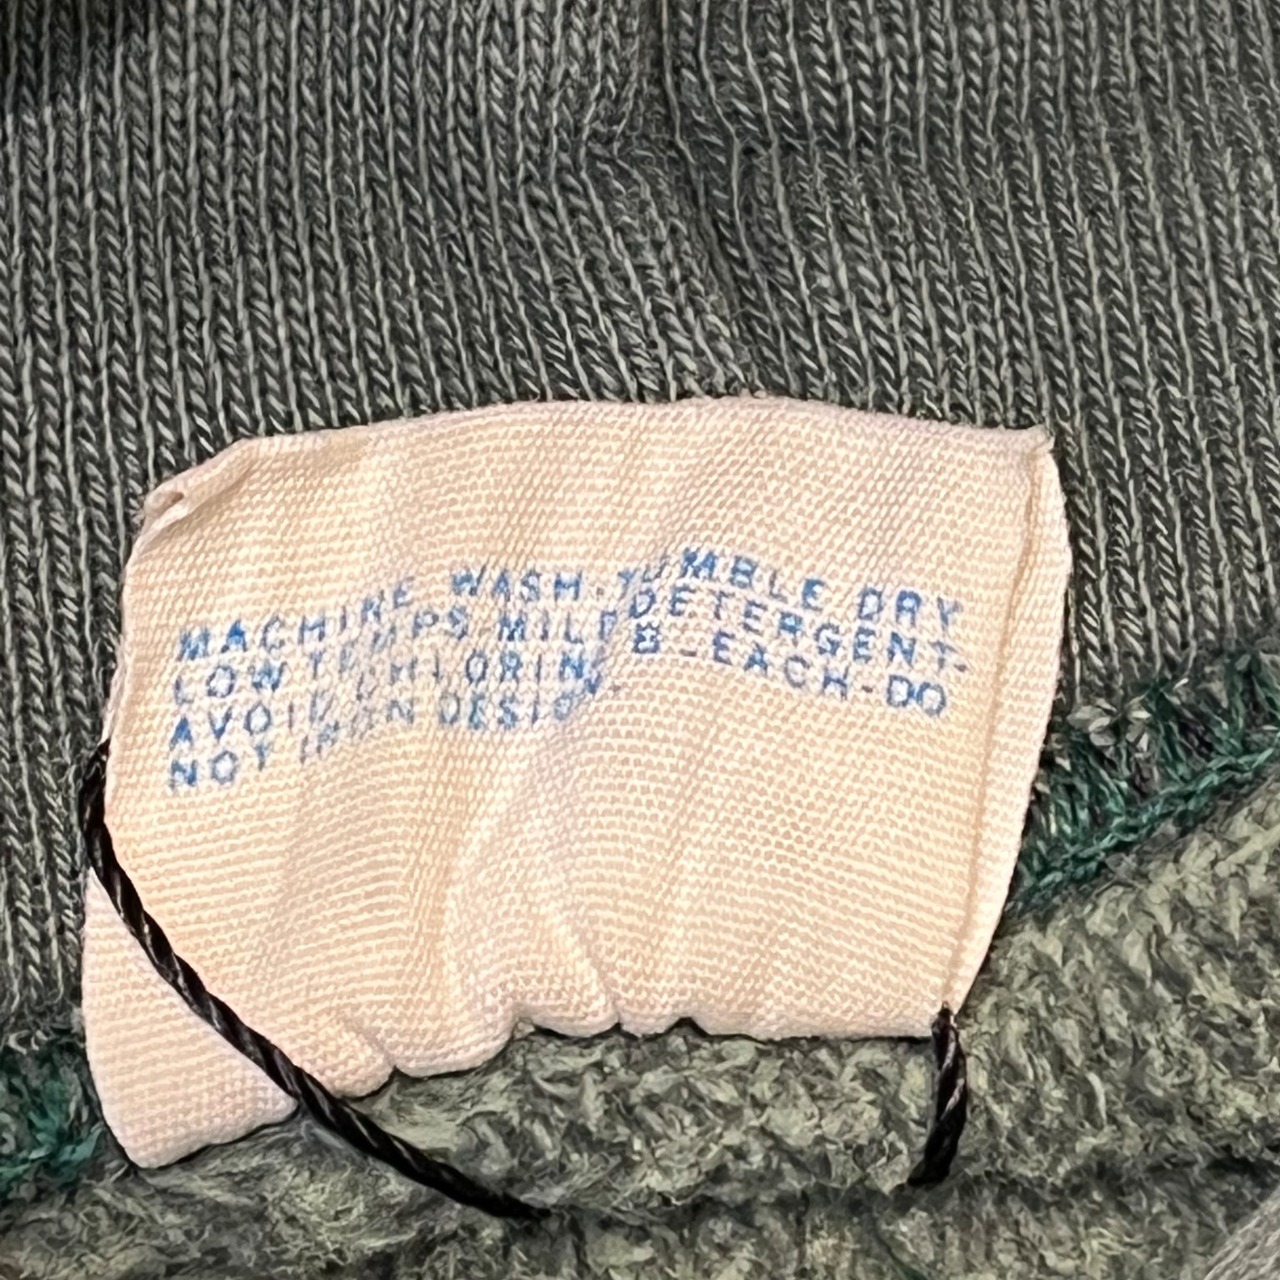 MACHINE WASH.TUMBLE DRY
LOW TEMPS.MILD DETERGENT-
AVOID CHLORINE BLEACH-DO
NOT IRON DESIGN.